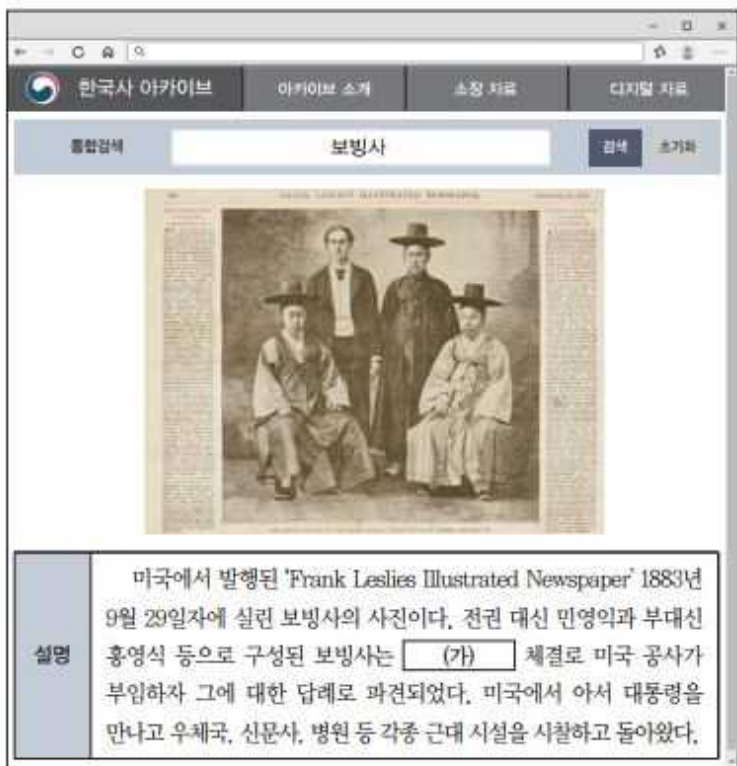 한국사 아카이브
아카이브 소개
소장 자료
디지털 자료
통합검색
보빙사
검색
초기화
FRANK LESLIE'S ILLUSTRATED NEWSPAPER
설명
미국에서 발행된 'Frank Leslies Illustrated Newspaper' 1883년
9월 29일자에 실린 보빙사의 사진이다. 전권 대신 민영익과 부대신
홍영식 등으로 구성된 보빙사는 (가) 체결로 미국 공사가
부임하자 그에 대한 답례로 파견되었다. 미국에서 아서 대통령을
만나고 우체국, 신문사, 병원 등 각종 근대 시설을 시찰하고 돌아왔다.